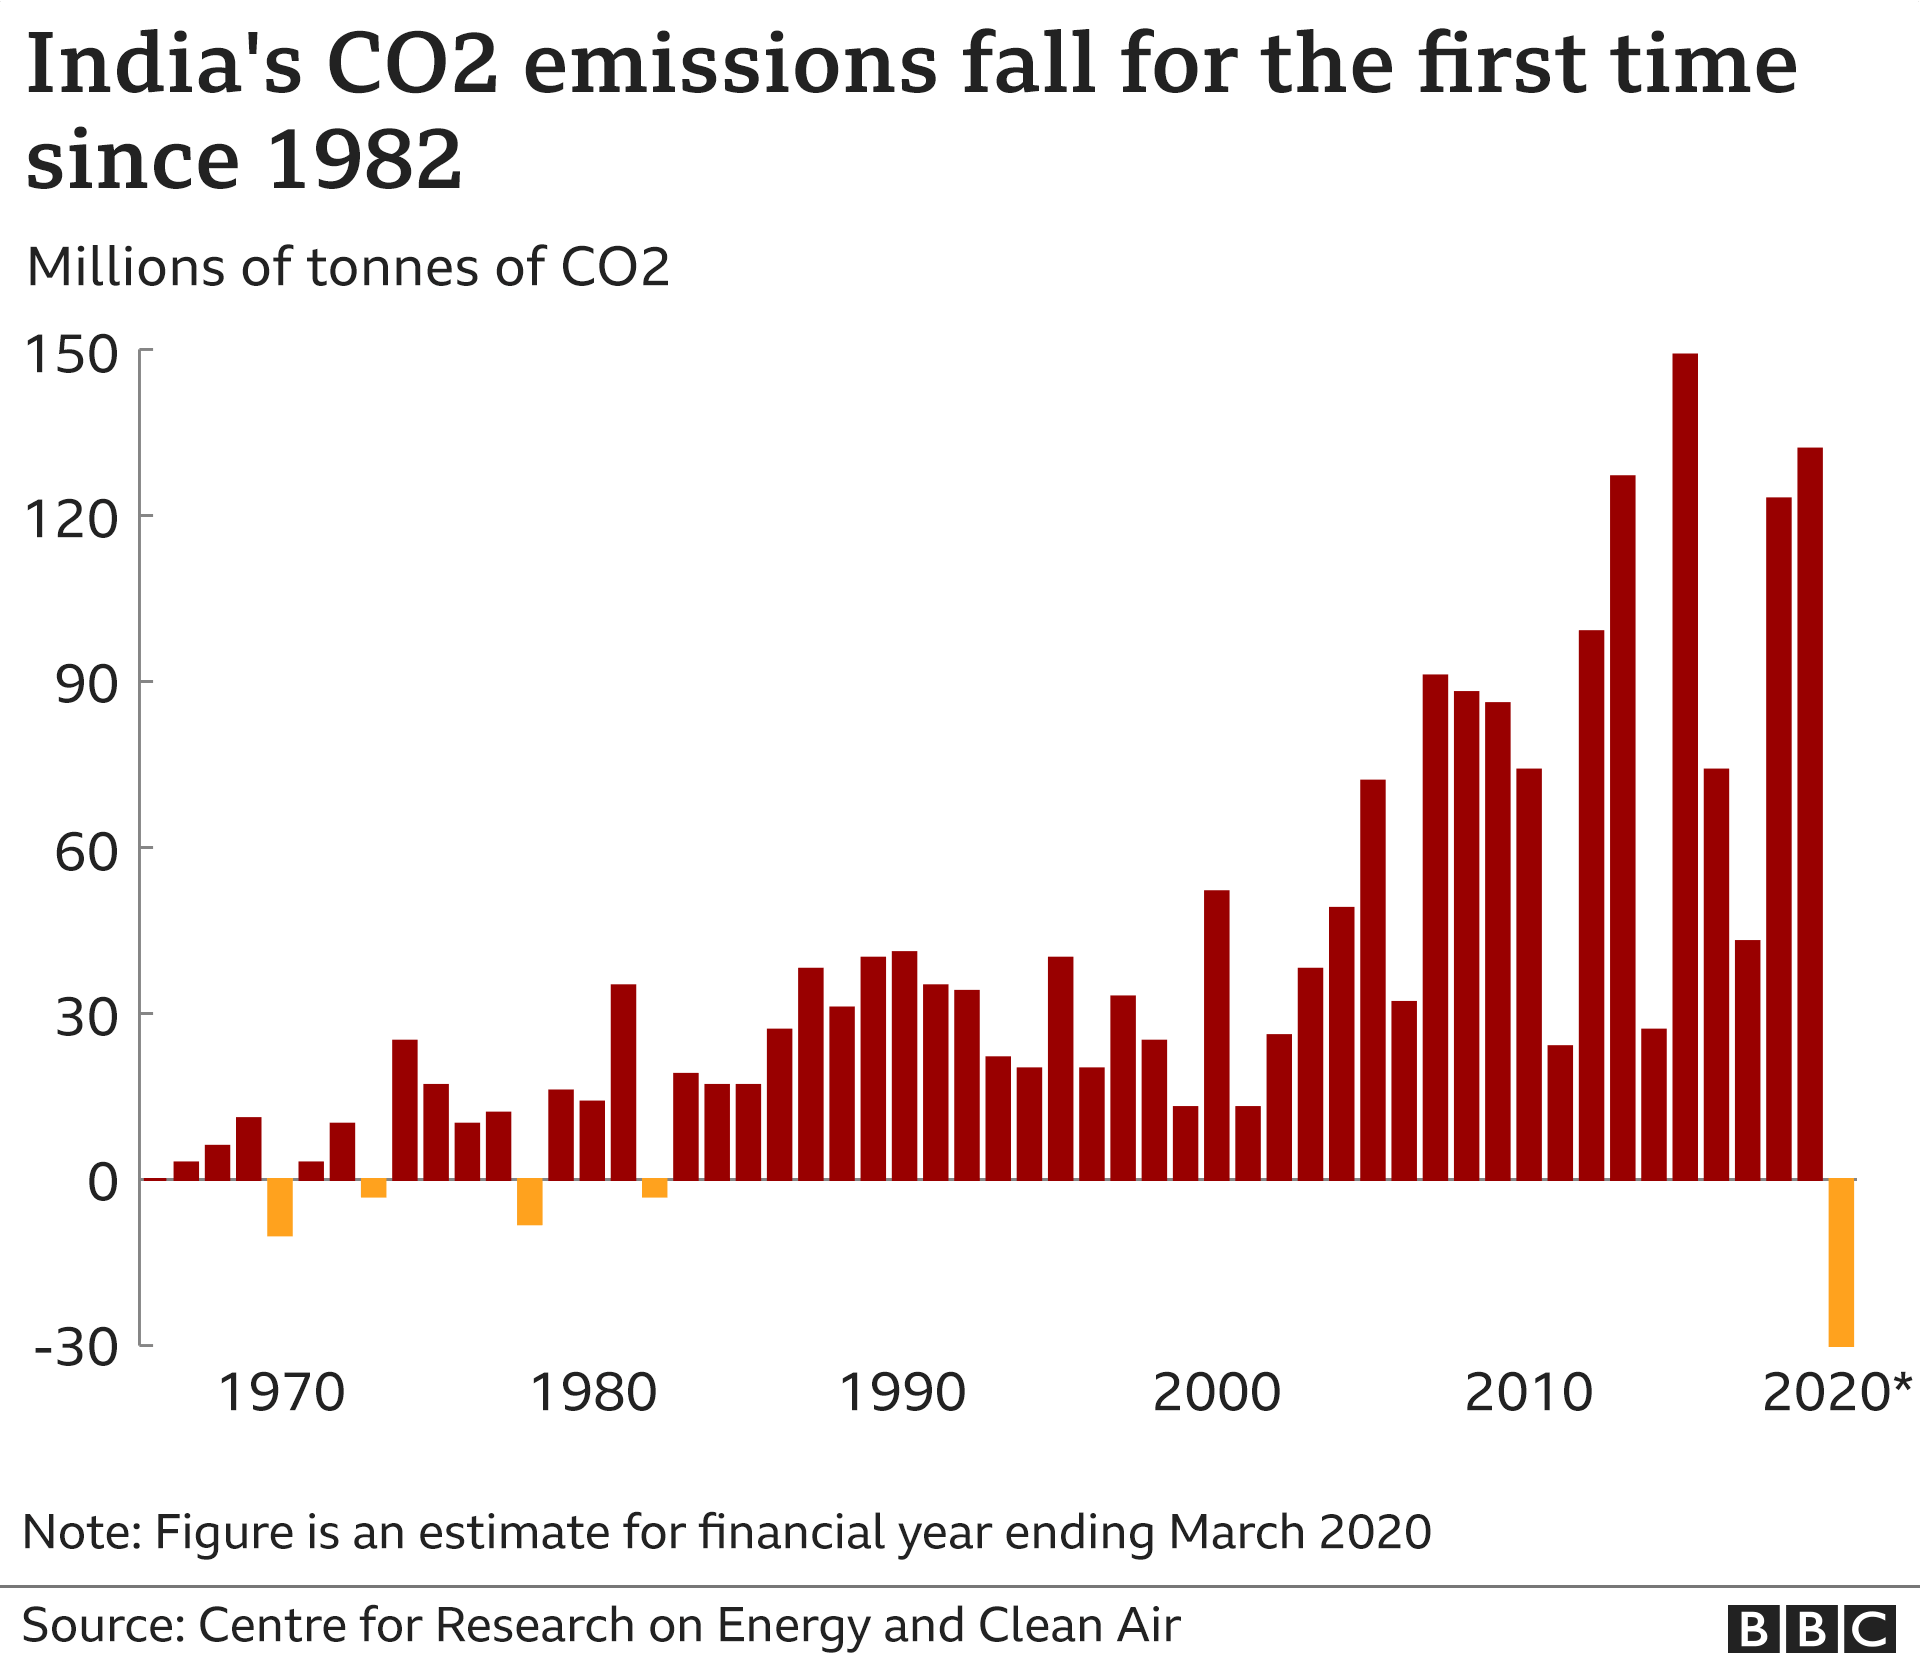 India's CO2 emissions fall for the first time
since 1982
Millions of tonnes of CO2
150
120
90
60
30
0
-30
1970 1980 1990 2000 2010 2020*
Note: Figure is an estimate for financial year ending March 2020
Source: Centre for Research on Energy and Clean Air
BBC